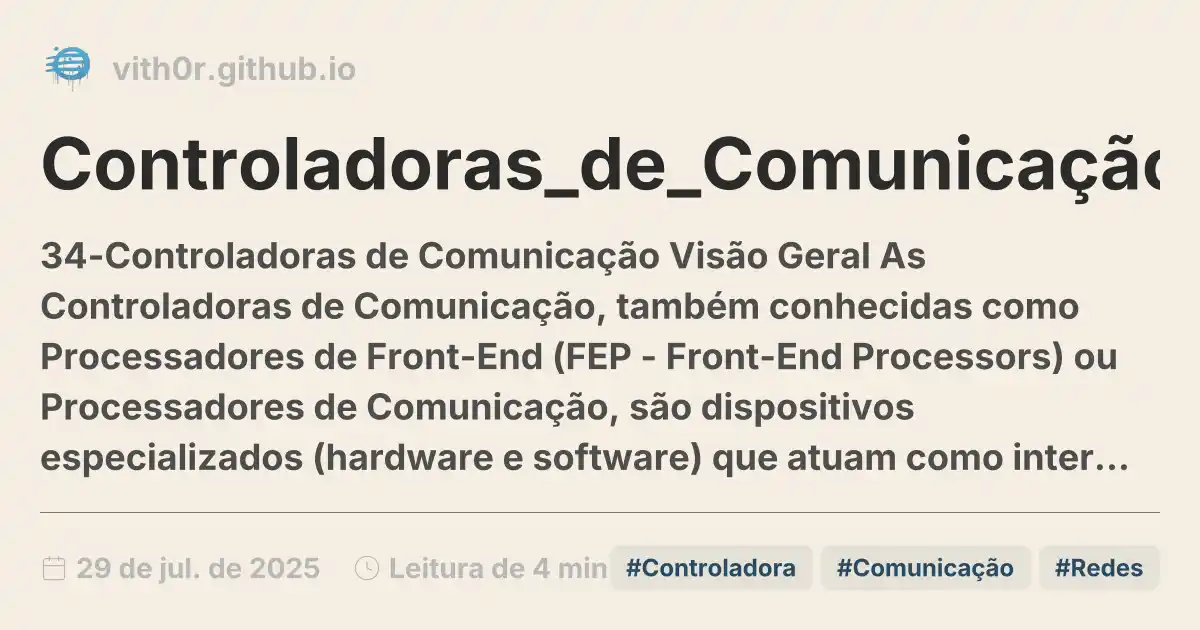 vith0r.github.io
Controladoras_de_Comunicação
34-Controladoras de Comunicação Visão Geral As
Controladoras de Comunicação, também conhecidas como
Processadores de Front-End (FEP - Front-End Processors) ou
Processadores de Comunicação, são dispositivos
especializados (hardware e software) que atuam como inter...
29 de jul. de 2025 Leitura de 4 min #Controladora #Comunicação #Redes